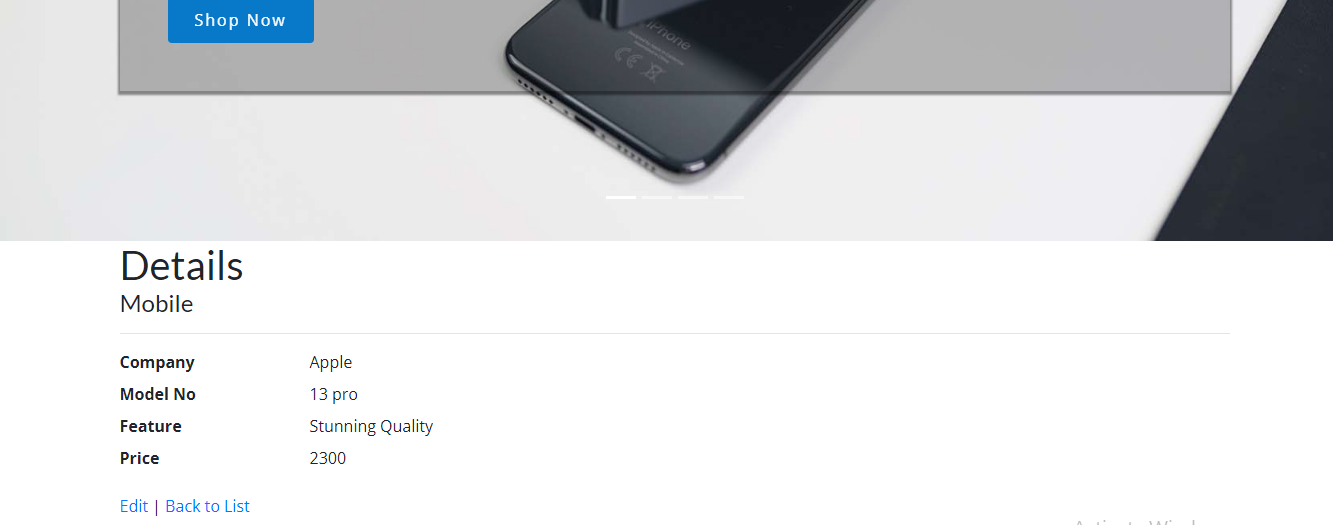 Shop Now
iPhone
Details
Mobile
Company Apple
Model No 13 pro
Feature Stunning Quality
Price 2300
Edit | Back to List